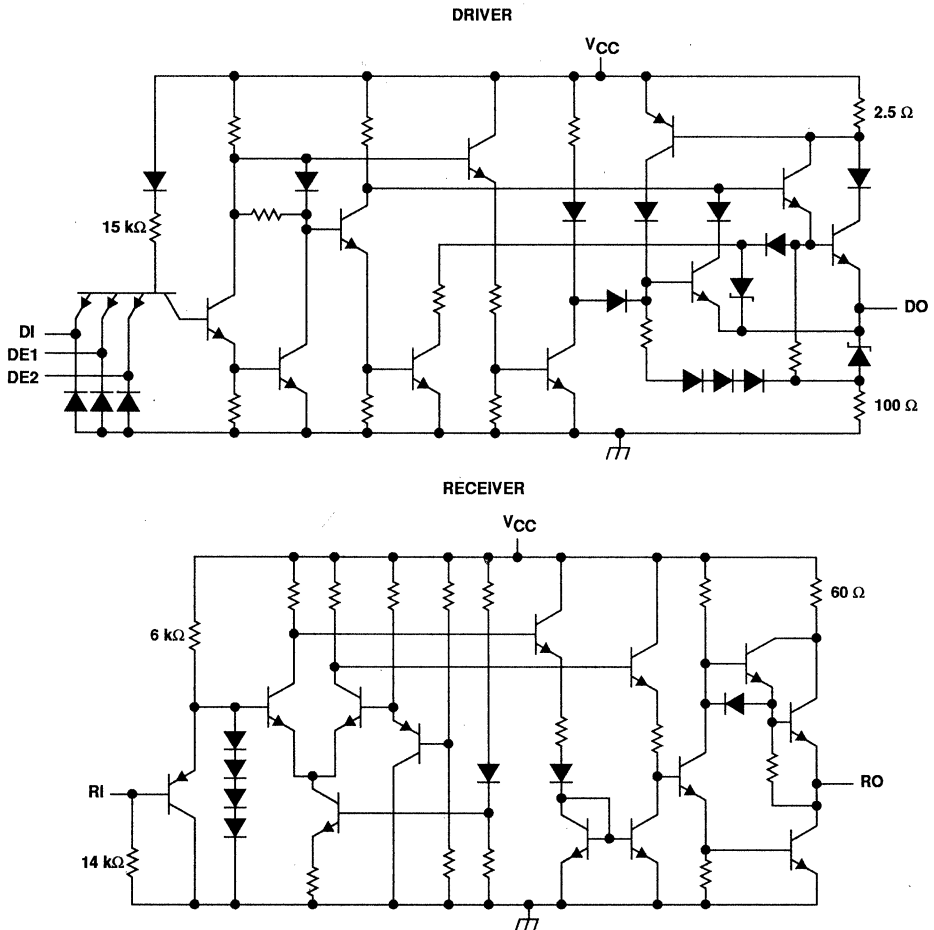 DRIVER
VCC
2.5 Ω
15 kΩ
DI
DE1
DE2
DO
100 Ω
RECEIVER
VCC
6 kΩ
60 Ω
RI
RO
14 kΩ